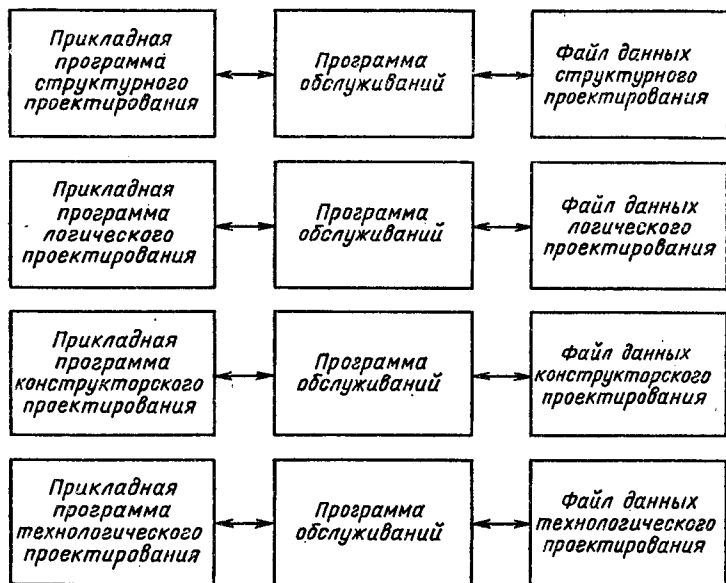 Прикладная
программа
структурного
проектирования
Программа
обслуживаний
Файл данных
структурного
проектирования
Прикладная
программа
логического
проектирования
Программа
обслуживаний
Файл данных
логического
проектирования
Прикладная
программа
конструкторского
проектирования
Программа
обслуживаний
Файл данных
конструкторского
проектирования
Прикладная
программа
технологического
проектирования
Программа
обслуживаний
Файл данных
технологического
проектирования